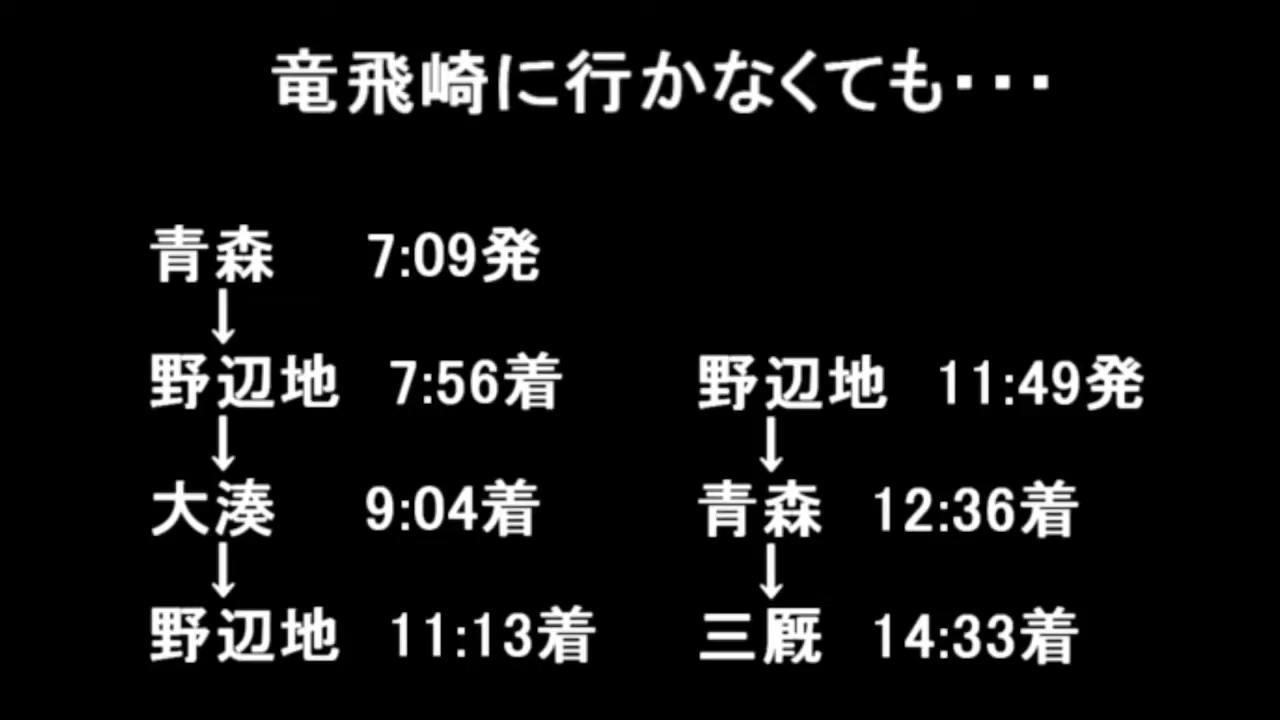 竜飛崎に行かなくても・・・
青森 7:09発
↓
野辺地 7:56着
↓
大湊 9:04着
↓
野辺地 11:13着
野辺地 11:49発
↓
青森 12:36着
↓
三厩 14:33着